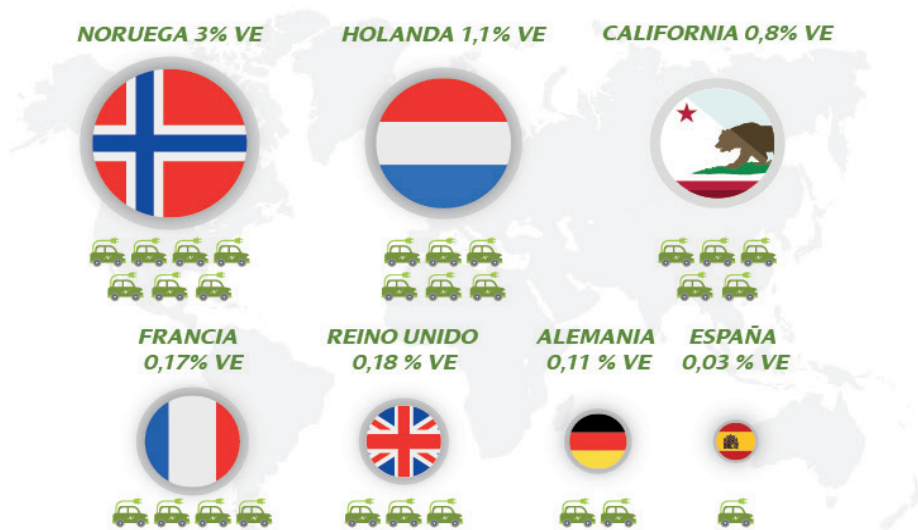 NORUEGA 3% VE
HOLANDA 1,1% VE
CALIFORNIA 0,8% VE
FRANCIA
0,17% VE
REINO UNIDO
0,18 % VE
ALEMANIA
0,11 % VE
ESPAÑA
0,03 % VE